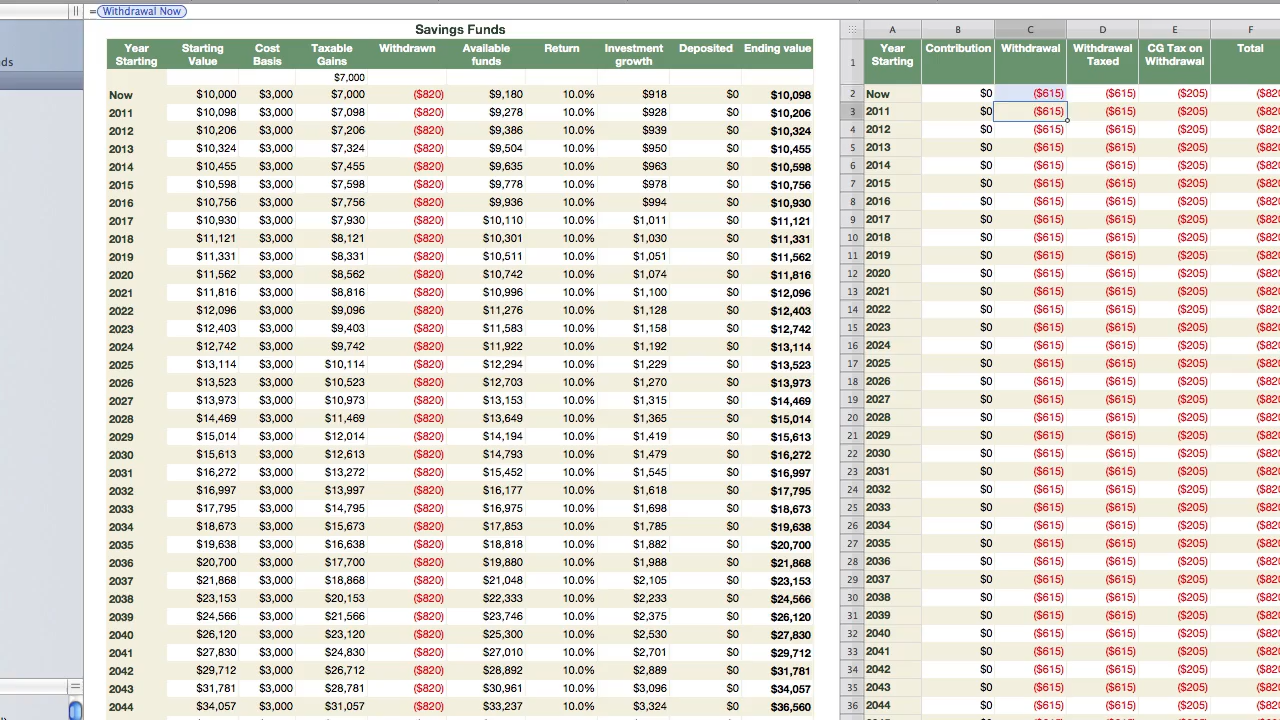 =Withdrawal Now
ds
Savings Funds
A B C D E F
Year Starting Starting Value Cost Basis Taxable Gains Withdrawn Available funds Return Investment growth Deposited Ending value 1 Year Starting Contribution Withdrawal Withdrawal Taxed CG Tax on Withdrawal Total
$7,000
Now $10,000 $3,000 $7,000 ($820) $9,180 10.0% $918 $0 $10,098 2 Now $0 ($615) ($615) ($205) ($820
2011 $10,098 $3,000 $7,098 ($820) $9,278 10.0% $928 $0 $10,206 3 2011 $0 ($615) ($615) ($205) ($820
2012 $10,206 $3,000 $7,206 ($820) $9,386 10.0% $939 $0 $10,324 4 2012 $0 ($615) ($615) ($205) ($820
2013 $10,324 $3,000 $7,324 ($820) $9,504 10.0% $950 $0 $10,455 5 2013 $0 ($615) ($615) ($205) ($820
2014 $10,455 $3,000 $7,455 ($820) $9,635 10.0% $963 $0 $10,598 6 2014 $0 ($615) ($615) ($205) ($820
2015 $10,598 $3,000 $7,598 ($820) $9,778 10.0% $978 $0 $10,756 7 2015 $0 ($615) ($615) ($205) ($820
2016 $10,756 $3,000 $7,756 ($820) $9,936 10.0% $994 $0 $10,930 8 2016 $0 ($615) ($615) ($205) ($820
2017 $10,930 $3,000 $7,930 ($820) $10,110 10.0% $1,011 $0 $11,121 9 2017 $0 ($615) ($615) ($205) ($820
2018 $11,121 $3,000 $8,121 ($820) $10,301 10.0% $1,030 $0 $11,331 10 2018 $0 ($615) ($615) ($205) ($820
2019 $11,331 $3,000 $8,331 ($820) $10,511 10.0% $1,051 $0 $11,562 11 2019 $0 ($615) ($615) ($205) ($820
2020 $11,562 $3,000 $8,562 ($820) $10,742 10.0% $1,074 $0 $11,816 12 2020 $0 ($615) ($615) ($205) ($820
2021 $11,816 $3,000 $8,816 ($820) $10,996 10.0% $1,100 $0 $12,096 13 2021 $0 ($615) ($615) ($205) ($820
2022 $12,096 $3,000 $9,096 ($820) $11,276 10.0% $1,128 $0 $12,403 14 2022 $0 ($615) ($615) ($205) ($820
2023 $12,403 $3,000 $9,403 ($820) $11,583 10.0% $1,158 $0 $12,742 15 2023 $0 ($615) ($615) ($205) ($820
2024 $12,742 $3,000 $9,742 ($820) $11,922 10.0% $1,192 $0 $13,114 16 2024 $0 ($615) ($615) ($205) ($820
2025 $13,114 $3,000 $10,114 ($820) $12,294 10.0% $1,229 $0 $13,523 17 2025 $0 ($615) ($615) ($205) ($820
2026 $13,523 $3,000 $10,523 ($820) $12,703 10.0% $1,270 $0 $13,973 18 2026 $0 ($615) ($615) ($205) ($820
2027 $13,973 $3,000 $10,973 ($820) $13,153 10.0% $1,315 $0 $14,469 19 2027 $0 ($615) ($615) ($205) ($820
2028 $14,469 $3,000 $11,469 ($820) $13,649 10.0% $1,365 $0 $15,014 20 2028 $0 ($615) ($615) ($205) ($820
2029 $15,014 $3,000 $12,014 ($820) $14,194 10.0% $1,419 $0 $15,613 21 2029 $0 ($615) ($615) ($205) ($820
2030 $15,613 $3,000 $12,613 ($820) $14,793 10.0% $1,479 $0 $16,272 22 2030 $0 ($615) ($615) ($205) ($820
2031 $16,272 $3,000 $13,272 ($820) $15,452 10.0% $1,545 $0 $16,997 23 2031 $0 ($615) ($615) ($205) ($820
2032 $16,997 $3,000 $13,997 ($820) $16,177 10.0% $1,618 $0 $17,795 24 2032 $0 ($615) ($615) ($205) ($820
2033 $17,795 $3,000 $14,795 ($820) $16,975 10.0% $1,698 $0 $18,673 25 2033 $0 ($615) ($615) ($205) ($820
2034 $18,673 $3,000 $15,673 ($820) $17,853 10.0% $1,785 $0 $19,638 26 2034 $0 ($615) ($615) ($205) ($820
2035 $19,638 $3,000 $16,638 ($820) $18,818 10.0% $1,882 $0 $20,700 27 2035 $0 ($615) ($615) ($205) ($820
2036 $20,700 $3,000 $17,700 ($820) $19,880 10.0% $1,988 $0 $21,868 28 2036 $0 ($615) ($615) ($205) ($820
2037 $21,868 $3,000 $18,868 ($820) $21,048 10.0% $2,105 $0 $23,153 29 2037 $0 ($615) ($615) ($205) ($820
2038 $23,153 $3,000 $20,153 ($820) $22,333 10.0% $2,233 $0 $24,566 30 2038 $0 ($615) ($615) ($205) ($820
2039 $24,566 $3,000 $21,566 ($820) $23,746 10.0% $2,375 $0 $26,120 31 2039 $0 ($615) ($615) ($205) ($820
2040 $26,120 $3,000 $23,120 ($820) $25,300 10.0% $2,530 $0 $27,830 32 2040 $0 ($615) ($615) ($205) ($820
2041 $27,830 $3,000 $24,830 ($820) $27,010 10.0% $2,701 $0 $29,712 33 2041 $0 ($615) ($615) ($205) ($820
2042 $29,712 $3,000 $26,712 ($820) $28,892 10.0% $2,889 $0 $31,781 34 2042 $0 ($615) ($615) ($205) ($820
2043 $31,781 $3,000 $28,781 ($820) $30,961 10.0% $3,096 $0 $34,057 35 2043 $0 ($615) ($615) ($205) ($820
2044 $34,057 $3,000 $31,057 ($820) $33,237 10.0% $3,324 $0 $36,560 36 2044 $0 ($615) ($615) ($205) ($820